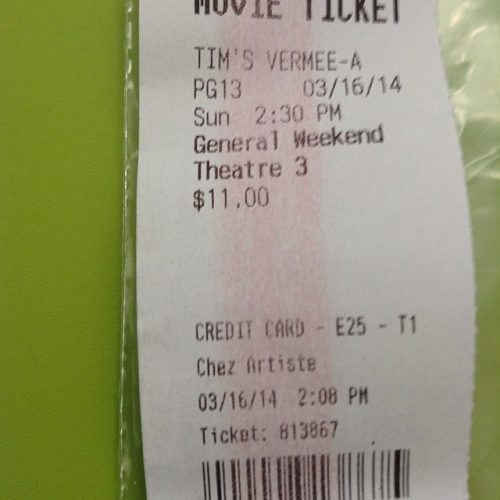 MOVIE TICKET
TIM'S VERMEE-A
PG13 03/16/14
Sun 2:30 PM
General Weekend
Theatre 3
$11.00
CREDIT CARD - E25 - T1
Chez Artiste
03/16/14 2:08 PM
Ticket: 813867